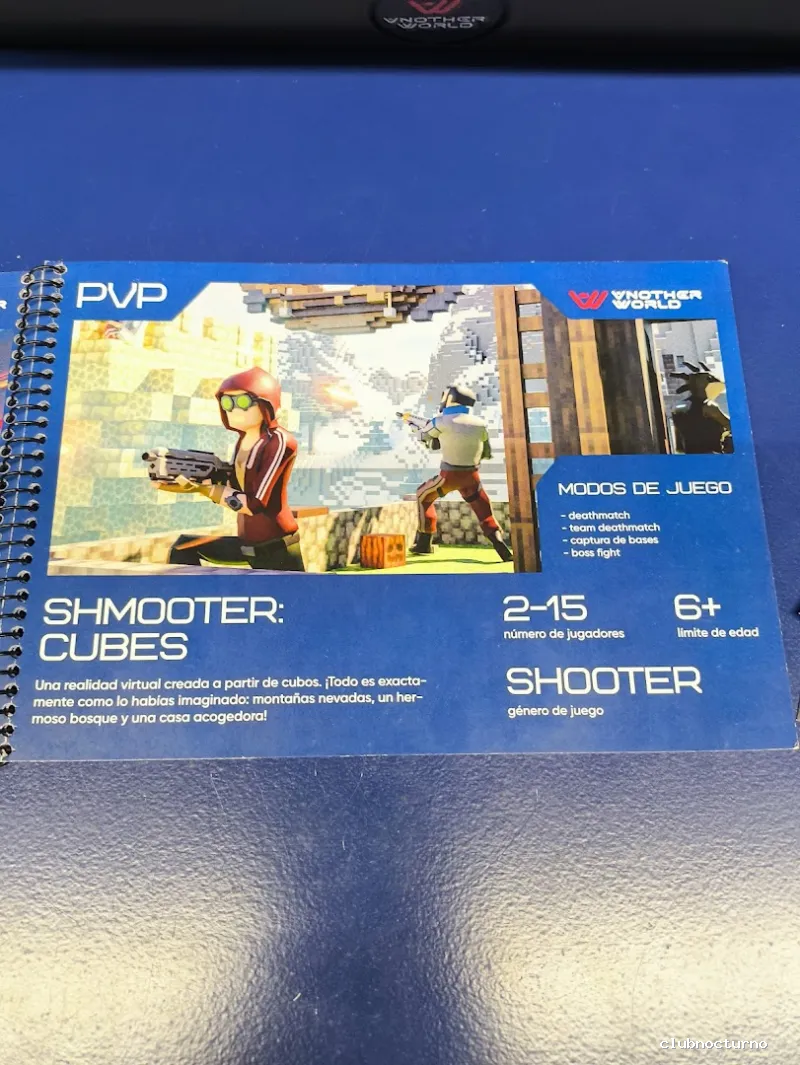 VNOTHER
WORLD
PVP
VNOTHER
WORLD
MODOS DE JUEGO
- deathmatch
- team deathmatch
- captura de bases
- boss fight
SHMOOTER:
CUBES
2-15
número de jugadores
6+
límite de edad
Una realidad virtual creada a partir de cubos. ¡Todo es exacta-
mente como lo habías imaginado: montañas nevadas, un her-
moso bosque y una casa acogedora!
SHOOTER
género de juego
clubnocturno